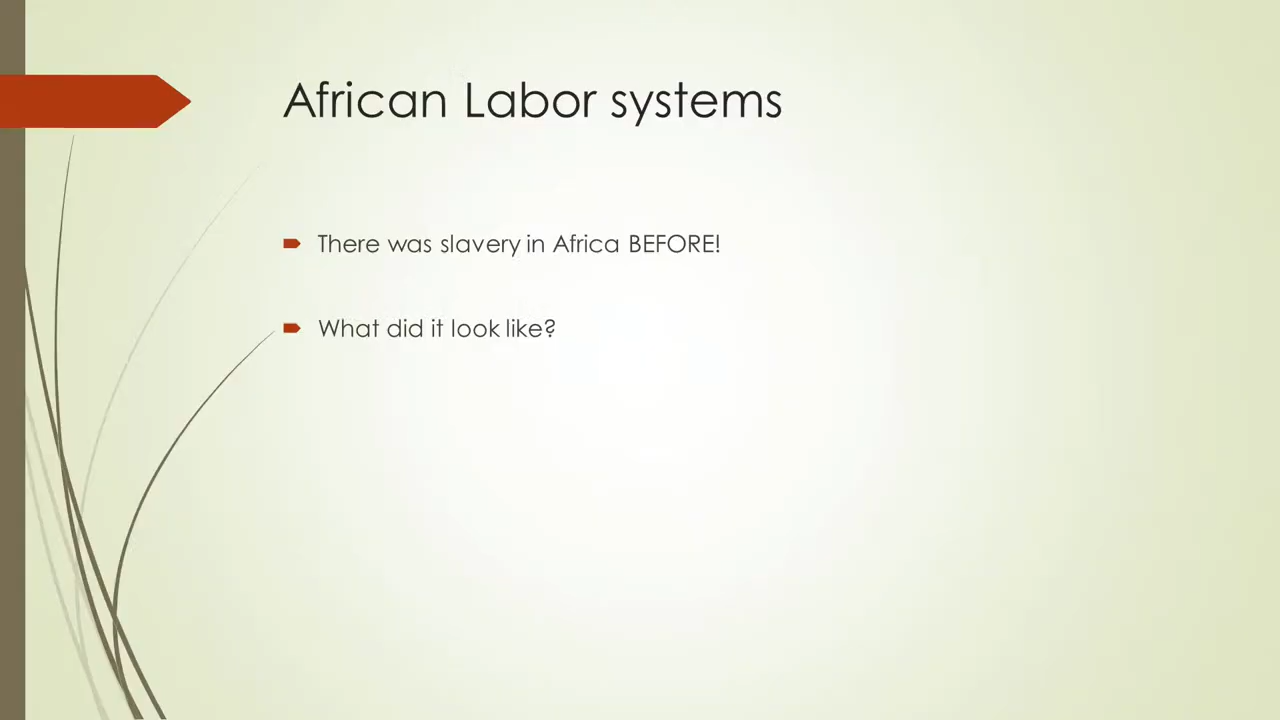 African Labor systems
There was slavery in Africa BEFORE!
What did it look like?